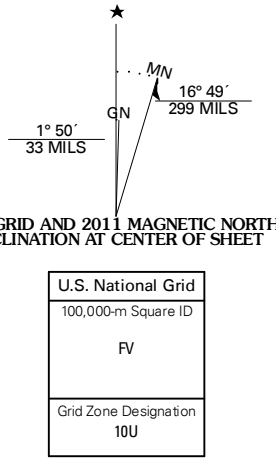 MN
GN
16° 49´
299 MILS
1° 50´
33 MILS
GRID AND 2011 MAGNETIC NORTH
AT CENTER OF SHEET
U.S. National Grid
100,000-m Square ID
FV
Grid Zone Designation
10U